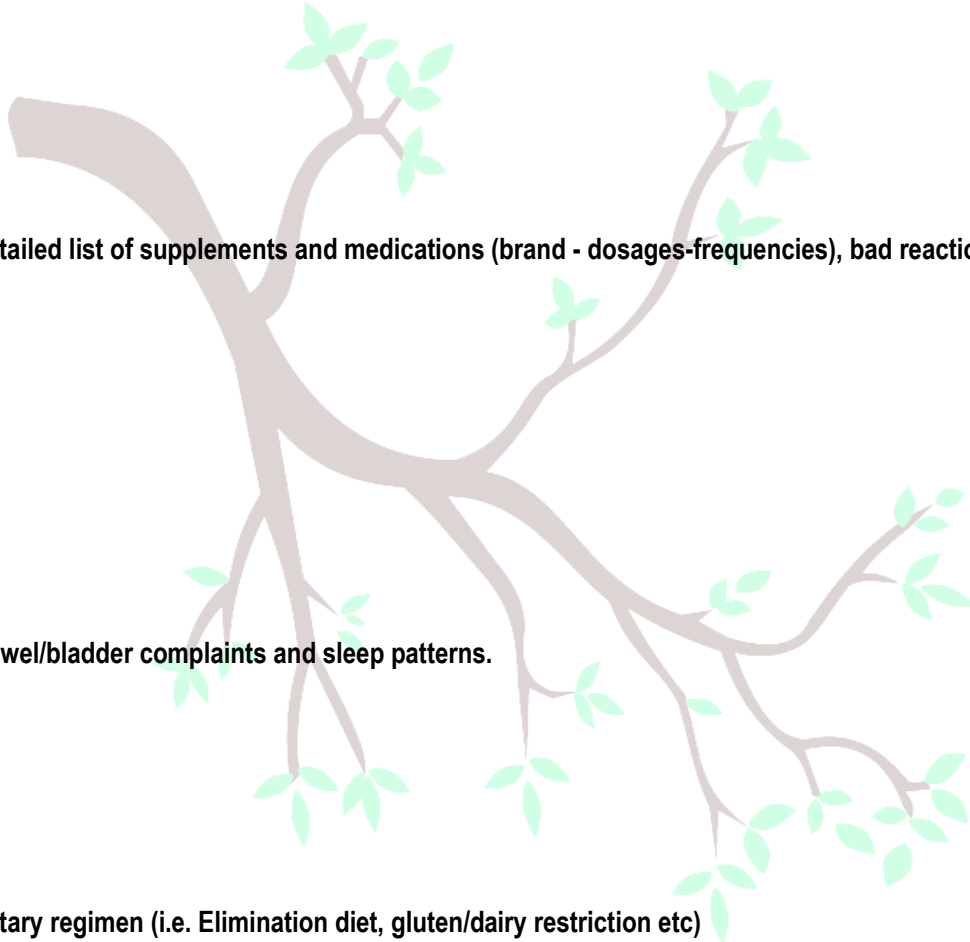 tailed list of supplements and medications (brand - dosages-frequencies), bad reactio
wel/bladder complaints and sleep patterns.
tary regimen (i.e. Elimination diet, gluten/dairy restriction etc)